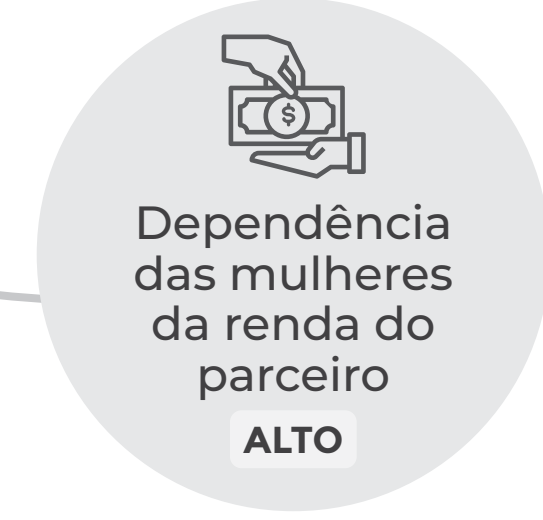 $
Dependência
das mulheres
da renda do
parceiro
ALTO